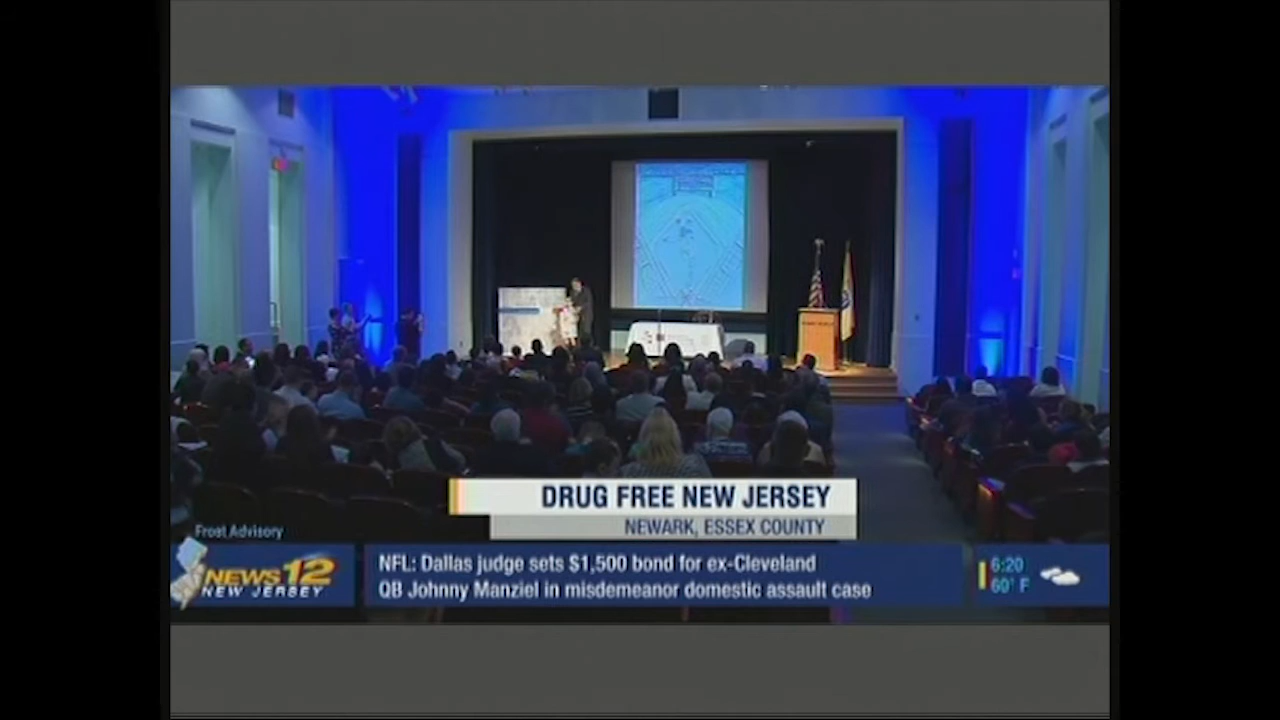 DRUG FREE NEW JERSEY
NEWARK, ESSEX COUNTY
Frost Advisory
NEWS 12
NEW JERSEY
NFL: Dallas judge sets $1,500 bond for ex-Cleveland
QB Johnny Manziel in misdemeanor domestic assault case
6:20
60° F